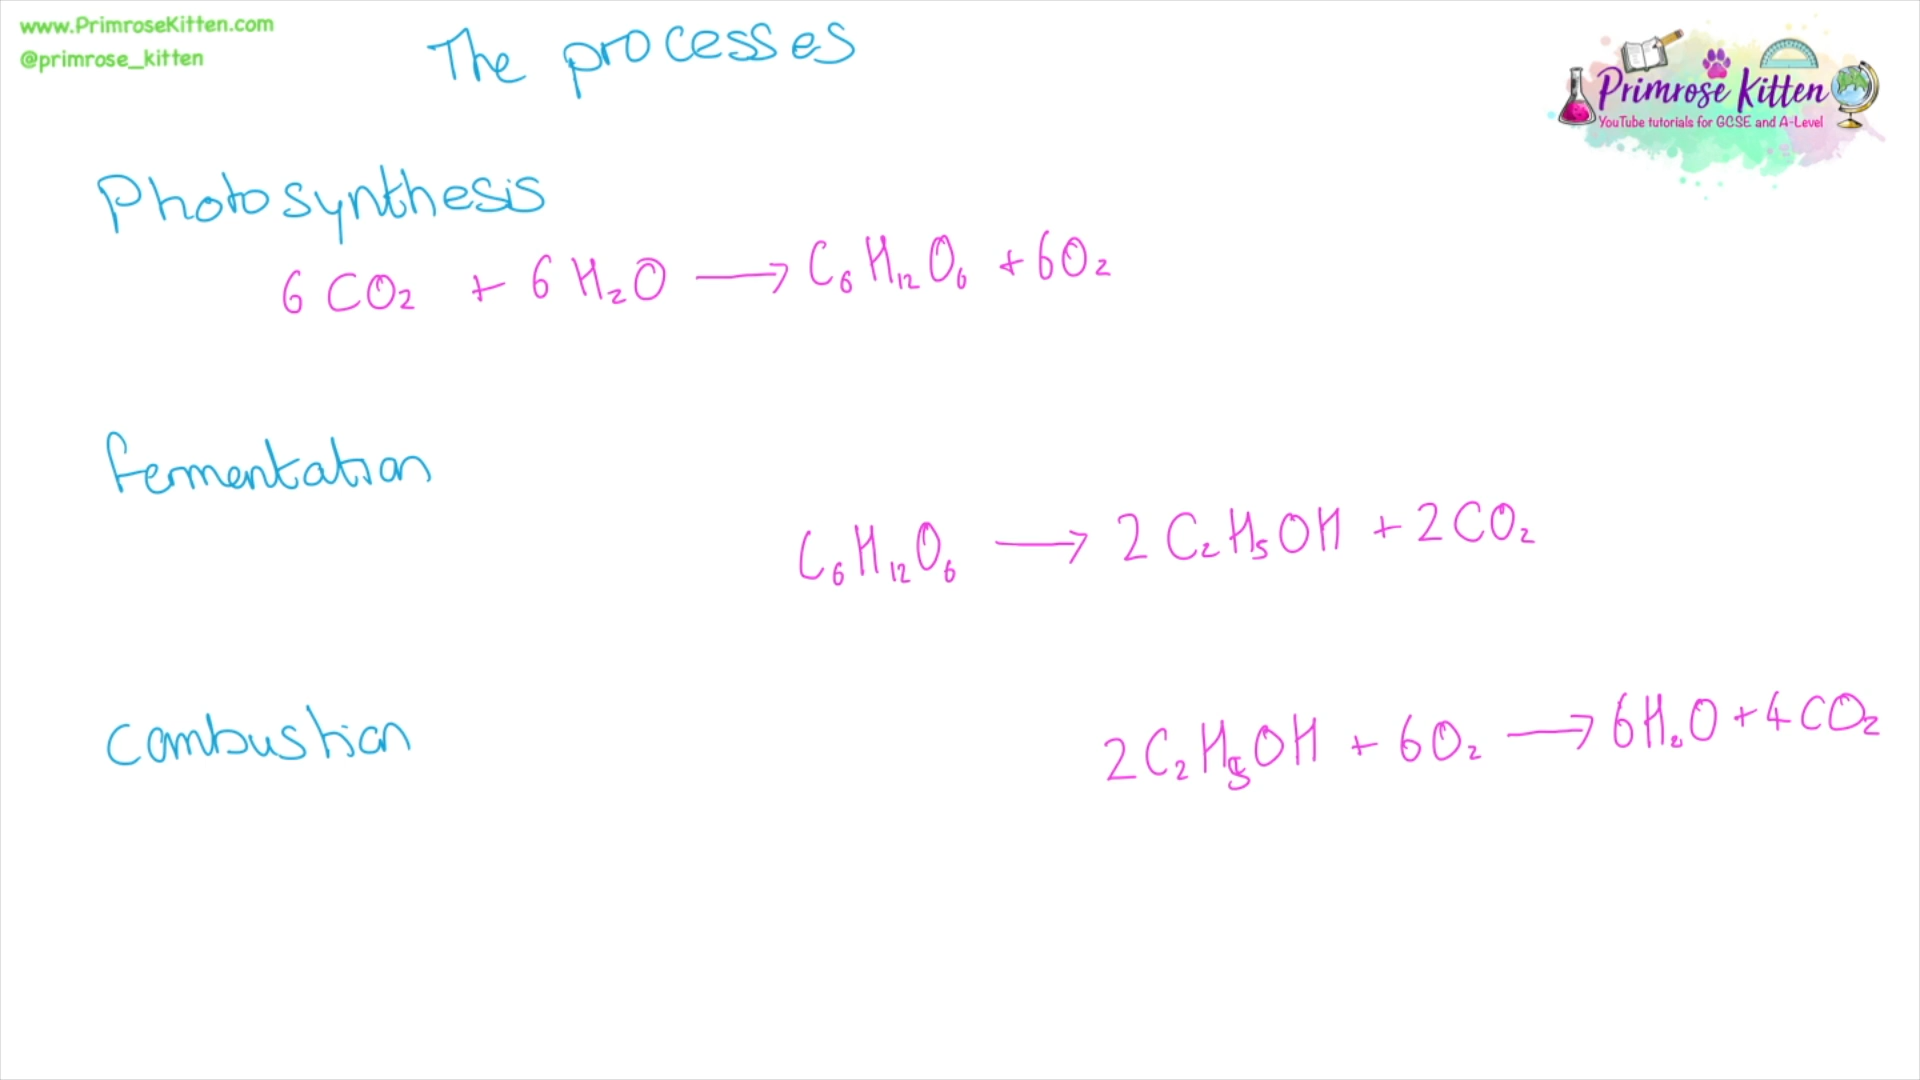 www.PrimroseKitten.com
@primrose_kitten
The processes
Primrose Kitten
YouTube tutorials for GCSE and A-Level
Photosynthesis
6 CO₂ + 6 H₂O ⟶ C₆H₁₂O₆ + 6O₂
fermentation
C₆H₁₂O₆ ⟶ 2 C₂H₅OH + 2CO₂
Combustion
2C₂H₅OH + 6O₂ ⟶ 6H₂O + 4CO₂